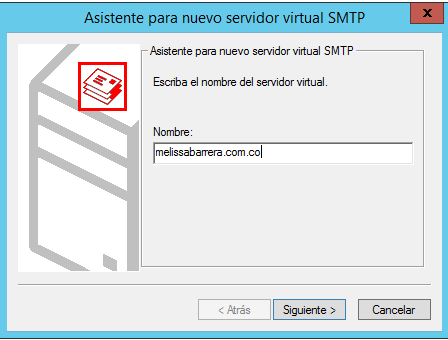 Asistente para nuevo servidor virtual SMTP
x
Asistente para nuevo servidor virtual SMTP
Escriba el nombre del servidor virtual.
Nombre:
melissabarrera.com.co
< Atrás
Siguiente >
Cancelar